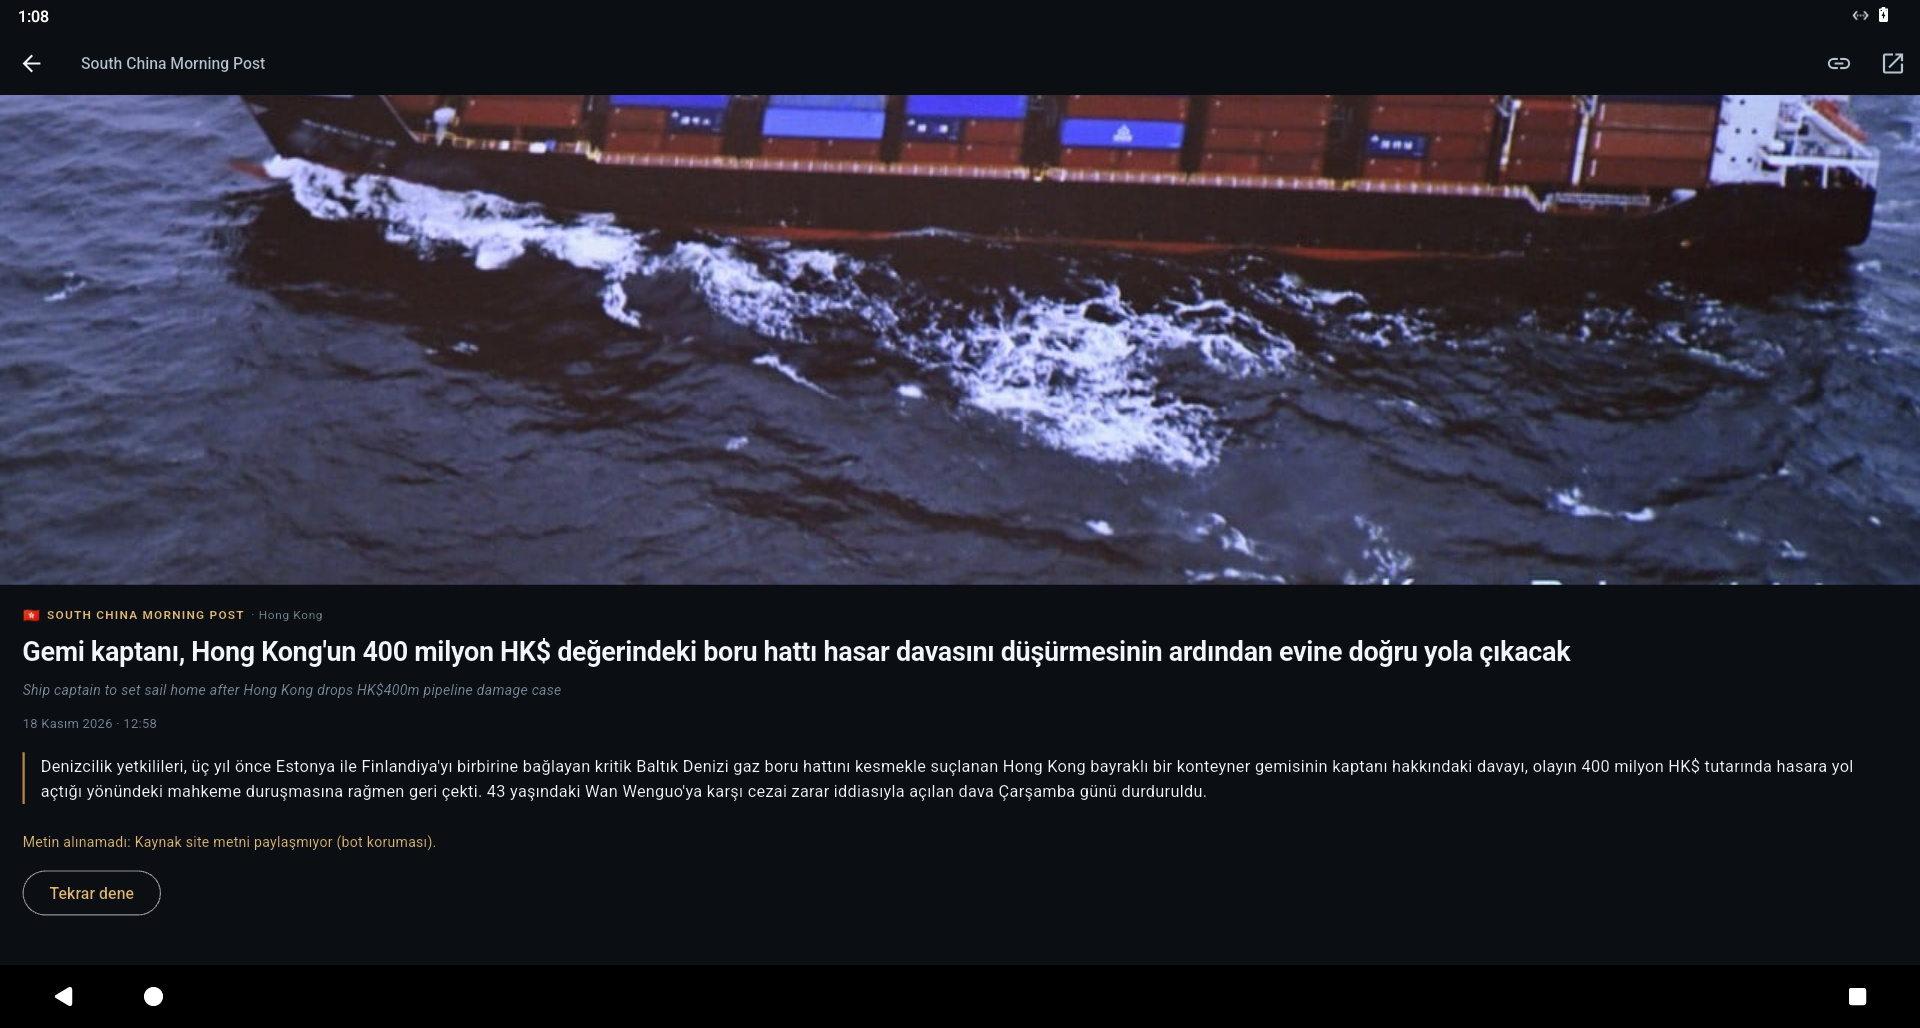 1:08
South China Morning Post
SOUTH CHINA MORNING POST · Hong Kong
Gemi kaptanı, Hong Kong'un 400 milyon HK$ değerindeki boru hattı hasar davasını düşürmesinin ardından evine doğru yola çıkacak
Ship captain to set sail home after Hong Kong drops HK$400m pipeline damage case
18 Kasım 2026 · 12:58
Denizcilik yetkilileri, üç yıl önce Estonya ile Finlandiya'yı birbirine bağlayan kritik Baltık Denizi gaz boru hattını kesmekle suçlanan Hong Kong bayraklı bir konteyner gemisinin kaptanı hakkındaki davayı, olayın 400 milyon HK$ tutarında hasara yol
açtığı yönündeki mahkeme duruşmasına rağmen geri çekti. 43 yaşındaki Wan Wenguo'ya karşı cezai zarar iddiasıyla açılan dava Çarşamba günü durduruldu.
Metin alınamadı: Kaynak site metni paylaşmıyor (bot koruması).
Tekrar dene